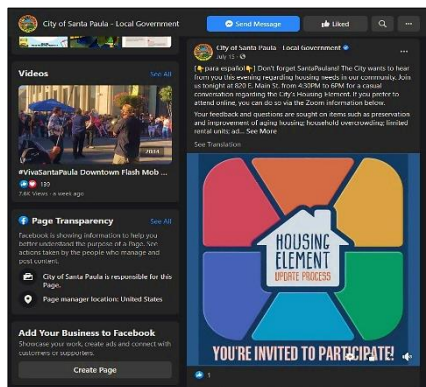 City of Santa Paula - Local Government
Send Message
Liked
Videos
See All
2014
#VivaSantaPaula Downtown Flash Mob ...
130
7.6K Views · a week ago
Page Transparency
See All
Facebook is showing information to help you
better understand the purpose of a Page. See
actions taken by the people who manage and
post content.
City of Santa Paula is responsible for this
Page.
Page manager location: United States
Add Your Business to Facebook
Showcase your work, create ads and connect with
customers or supporters.
Create Page
City of Santa Paula - Local Government
July 15 ·
[👇para español👇] Don't forget SantaPaulans! The City wants to hear
from you this evening regarding housing needs in our community. Join
us tonight at 820 E. Main St. from 4:30PM to 6PM for a casual
conversation regarding the City's Housing Element. If you prefer to
attend online, you can do so via the Zoom information below.
Your feedback and questions are sought on items such as preservation
and improvement of aging housing; household overcrowding; limited
rental units; ad... See More
See Translation
HOUSING
ELEMENT
UPDATE PROCESS
YOU'RE INVITED TO PARTICIPATE!
1